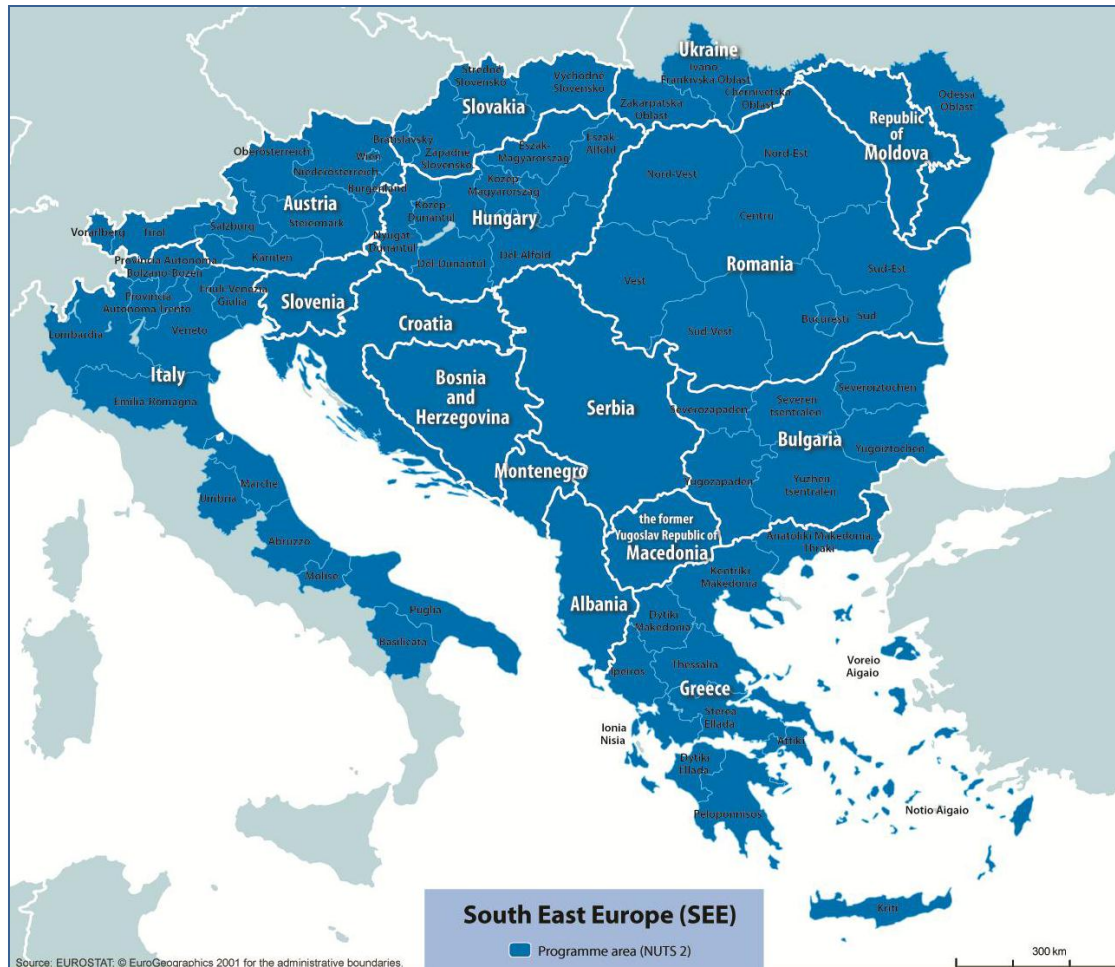 Ukraine
Ivano
Frankivska Oblast
Chernivetska
Oblast
Zakarpatska
Oblast
Odessa
Oblast
Republic
of
Moldova
Stredné
Slovensko
Východné
Slovensko
Slovakia
Bratislavský
Západné
Slovensko
Észak-
Magyarország
Észak
Alföld
Közép
Magyarország
Közép-
Dunántúl
Hungary
Nyugat
Dunántúl
Dél-Dunántúl
Dél-Alföld
Oberösterreich
Wien
Niederösterreich
Burgenland
Austria
Salzburg
Steiermark
Vorarlberg
Tirol
Kärnten
Nord-Vest
Nord-Est
Centru
Romania
Sud-Est
Vest
Sud-Vest
Bucureşti
Sud
Provincia Autonoma
Bolzano-Bozen
Friuli-Venezia
Giulia
Provincia
Autonoma Trento
Lombardia
Veneto
Italy
Emilia-Romagna
Marche
Umbria
Abruzzo
Molise
Puglia
Basilicata
Slovenia
Croatia
Bosnia
and
Herzegovina
Serbia
Montenegro
Severozapaden
Severen
tsentralen
Severoiztochen
Bulgaria
Yugoiztochen
Yugozapaden
Yuzhen
tsentralen
the former
Yugoslav Republic of
Macedonia
Albania
Anatoliki Makedonia,
Thraki
Kentriki
Makedonia
Dytiki
Makedonia
Ipeiros
Thessalia
Greece
Voreio
Aigaio
Ionia
Nisia
Sterea
Ellada
Attiki
Dytiki
Ellada
Peloponnisos
Notio Aigaio
Kriti
South East Europe (SEE)
Programme area (NUTS 2)
300 km
Source: EUROSTAT; © EuroGeographics 2001 for the administrative boundaries.